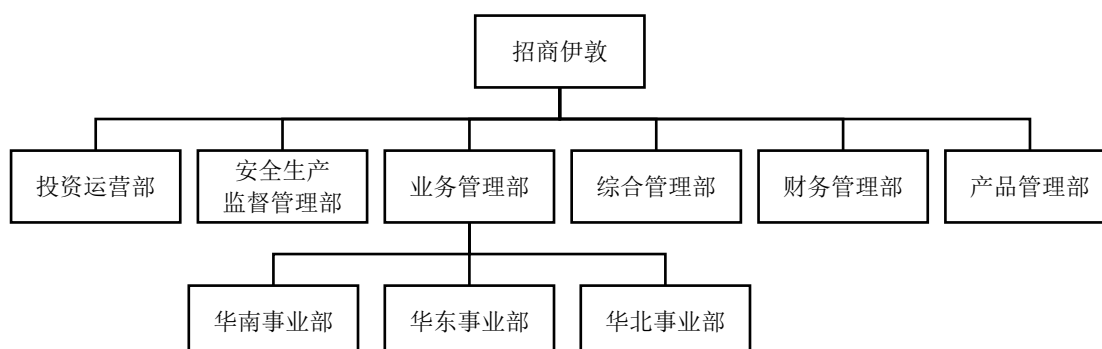 招商伊敦
投资运营部
安全生产
监督管理部
业务管理部
综合管理部
财务管理部
产品管理部
华南事业部
华东事业部
华北事业部